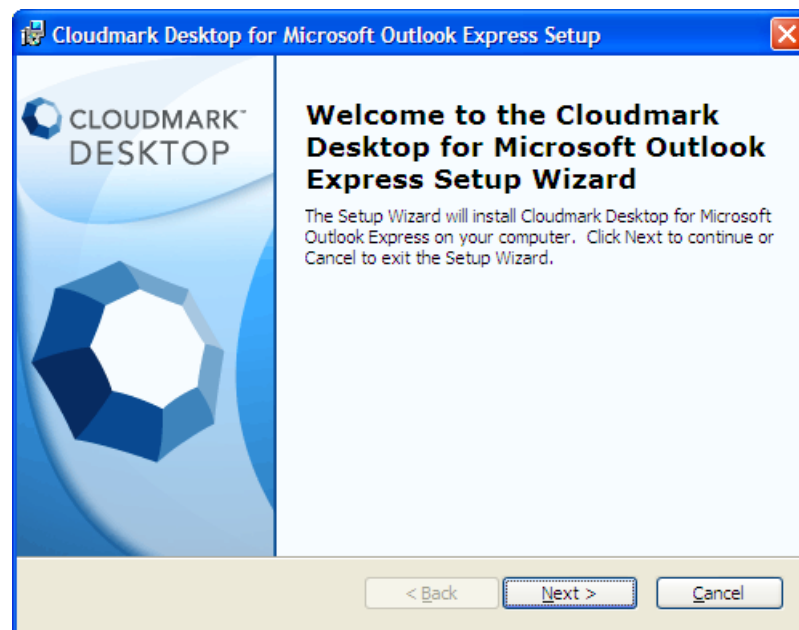 Cloudmark Desktop for Microsoft Outlook Express Setup
CLOUDMARK™
DESKTOP
Welcome to the Cloudmark
Desktop for Microsoft Outlook
Express Setup Wizard
The Setup Wizard will install Cloudmark Desktop for Microsoft
Outlook Express on your computer.  Click Next to continue or
Cancel to exit the Setup Wizard.
< Back
Next >
Cancel